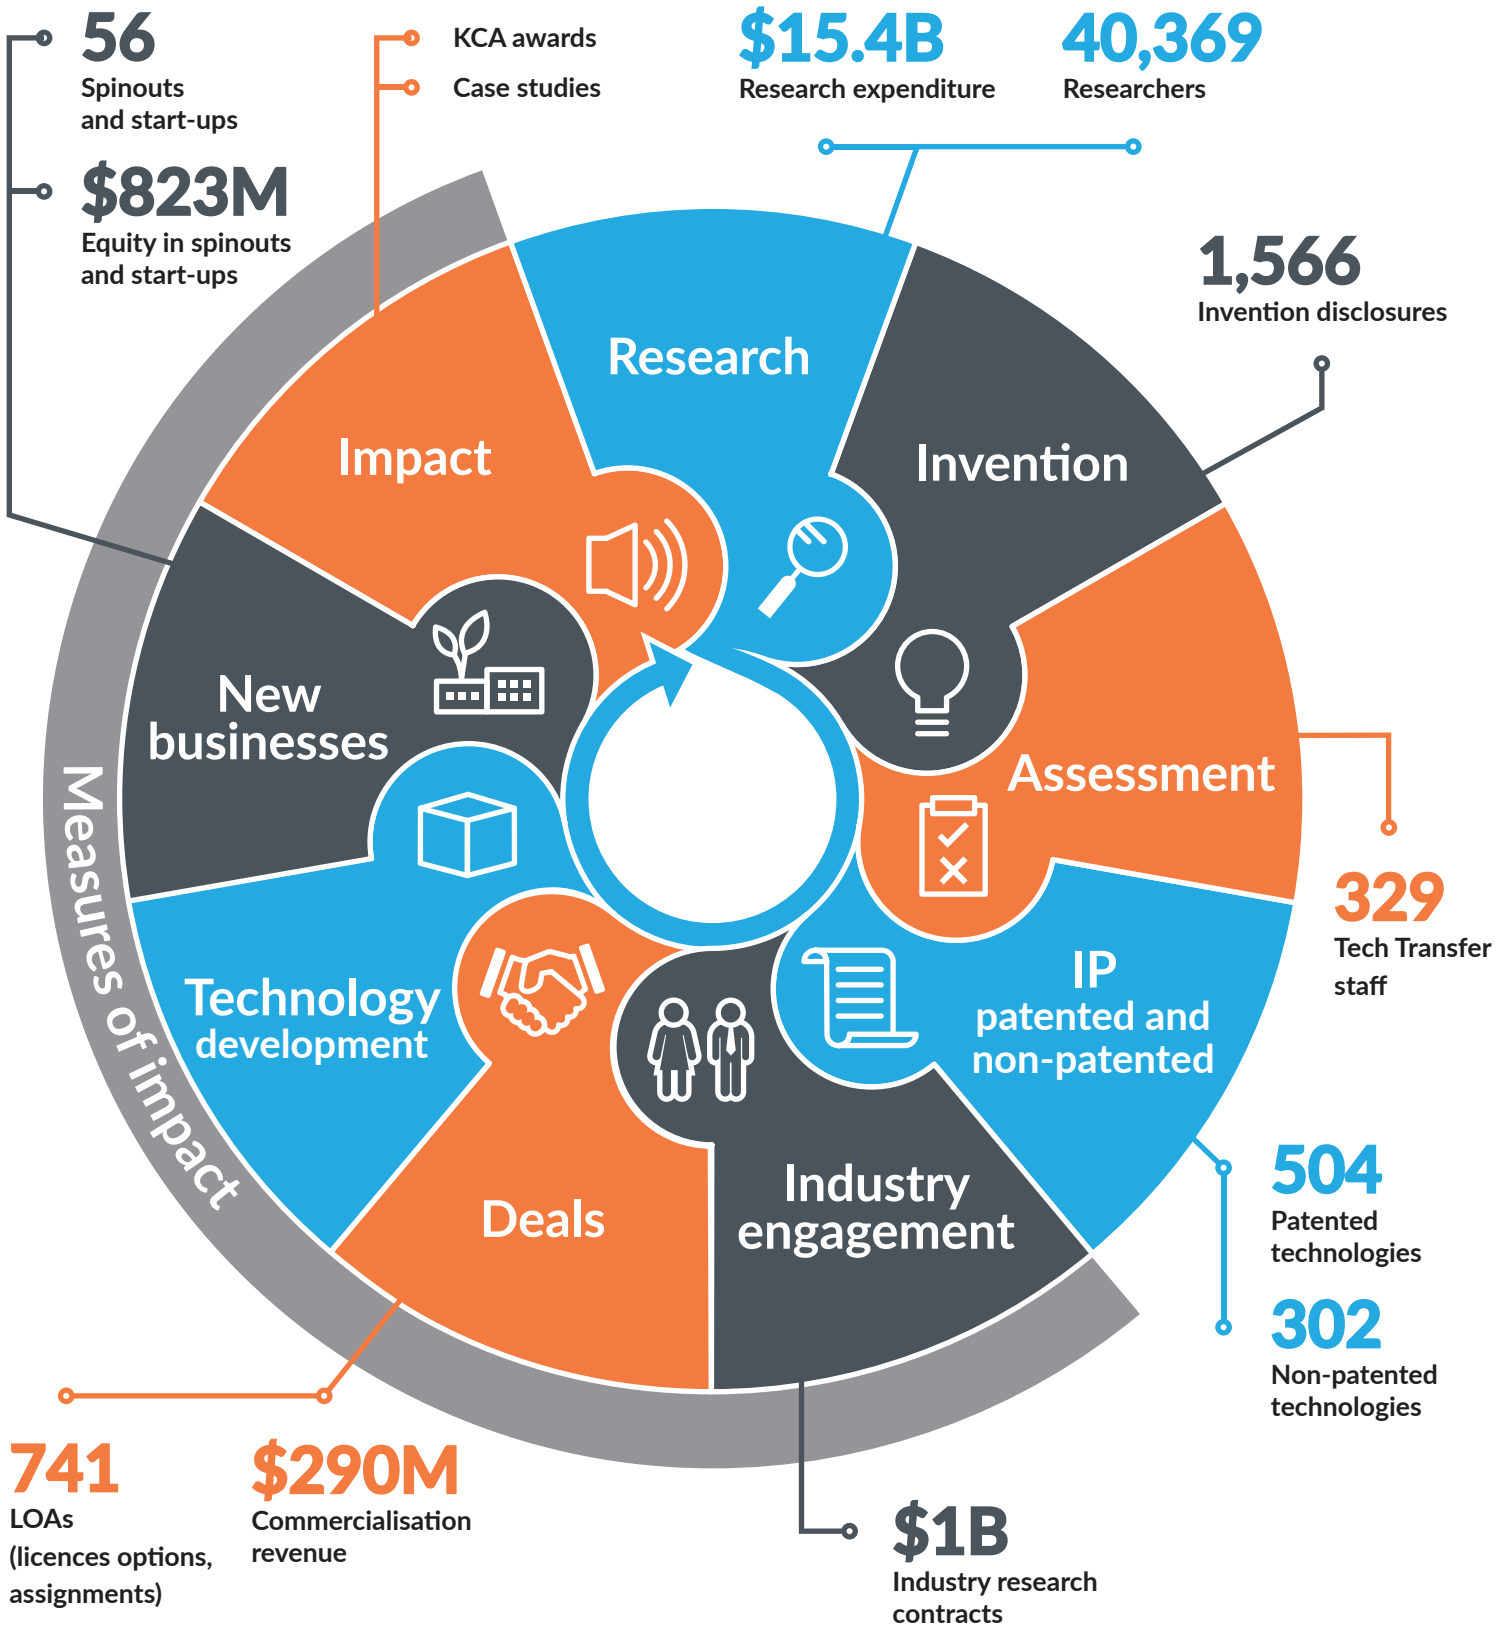 56
Spinouts
and start-ups
$823M
Equity in spinouts
and start-ups
KCA awards
Case studies
$15.4B
Research expenditure
40,369
Researchers
1,566
Invention disclosures
Research
Invention
Assessment
329
Tech Transfer
staff
IP
patented and
non-patented
504
Patented
technologies
302
Non-patented
technologies
Industry
engagement
$1B
Industry research
contracts
Deals
741
LOAs
(licences options,
assignments)
$290M
Commercialisation
revenue
Technology
development
New
businesses
Impact
Measures of impact